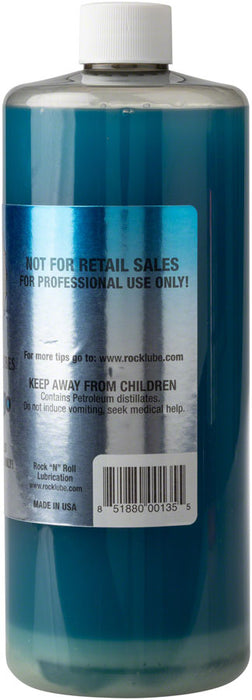 NOT FOR RETAIL SALES
FOR PROFESSIONAL USE ONLY!
For more tips go to: www.rocklube.com
KEEP AWAY FROM CHILDREN
Contains Petroleum distillates.
Do not induce vomiting, seek medical help.
Rock "N" Roll
Lubrication
www.rocklube.com
MADE IN USA
8 51880 00135 5